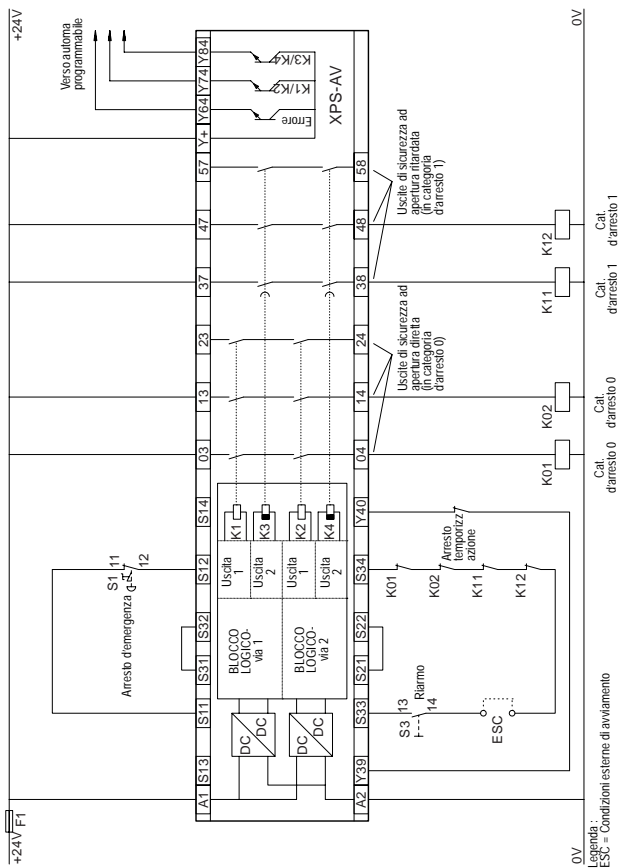 +24V
F1
+24V
0V
0V
Verso automa
programmabile
A1
S13
S11
S31
S32
S12
S14
03
13
23
37
47
57
Y+
Y64
Y74
Y84
S1
11
12
Arresto d'emergenza
DC
DC
DC
DC
BLOCCO
LOGICO-
via 1
BLOCCO
LOGICO-
via 2
Uscita
1
Uscita
2
Uscita
1
Uscita
2
K1
K3
K2
K4
Errore
K1/K2
K3/K4
XPS-AV
A2
Y39
S33
S21
S22
S34
Y40
04
14
24
38
48
58
S3
13
14
Riarmo
ESC
K01
K02
K11
K12
Arresto
temporizz
azione
Uscite di sicurezza ad
apertura diretta
(in categoria
d'arresto 0)
Uscite di sicurezza ad
apertura ritardata
(in categoria
d'arresto 1)
K01
K02
K11
K12
Cat.
d'arresto 0
Cat.
d'arresto 0
Cat.
d'arresto 1
Cat.
d'arresto 1
Legenda :
ESC = Condizioni esterne di avviamento